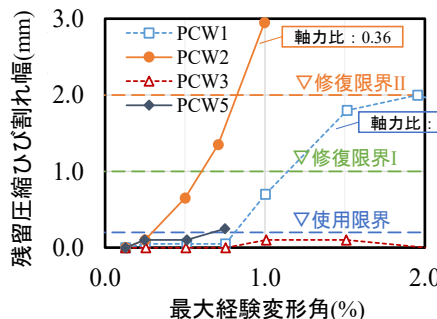 残留圧縮ひび割れ幅(mm)
3.0
2.0
1.0
0.0
PCW1
PCW2
PCW3
PCW5
軸力比：0.36
▽修復限界II
軸力比：
▽修復限界I
▽使用限界
0.0
1.0
2.0
最大経験変形角(%)